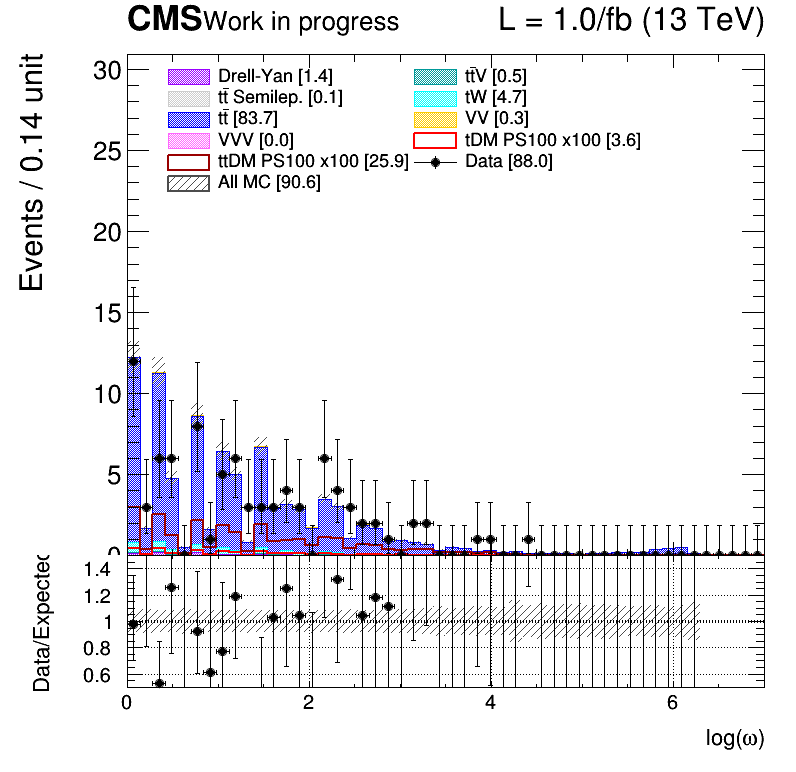 CMS Work in progress L = 1.0/fb (13 TeV)
Events / 0.14 unit
30
25
20
15
10
5
0
Drell-Yan [1.4] tt̄V [0.5]
tt̄ Semilep. [0.1] tW [4.7]
tt̄ [83.7] VV [0.3]
VVV [0.0] tDM PS100 x100 [3.6]
ttDM PS100 x100 [25.9] Data [88.0]
All MC [90.6]
Data/Expected
1.4
1.2
1
0.8
0.6
0 2 4 6
log(ω)